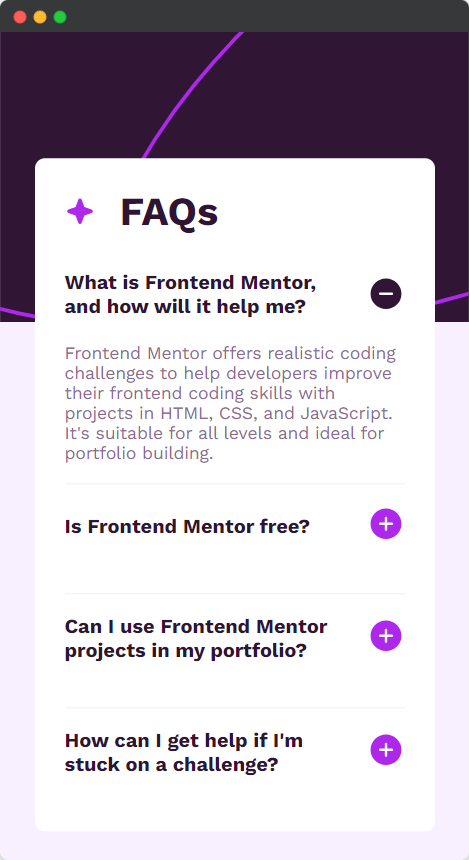 FAQs
What is Frontend Mentor,
and how will it help me?
Frontend Mentor offers realistic coding
challenges to help developers improve
their frontend coding skills with
projects in HTML, CSS, and JavaScript.
It's suitable for all levels and ideal for
portfolio building.
Is Frontend Mentor free?
Can I use Frontend Mentor
projects in my portfolio?
How can I get help if I'm
stuck on a challenge?